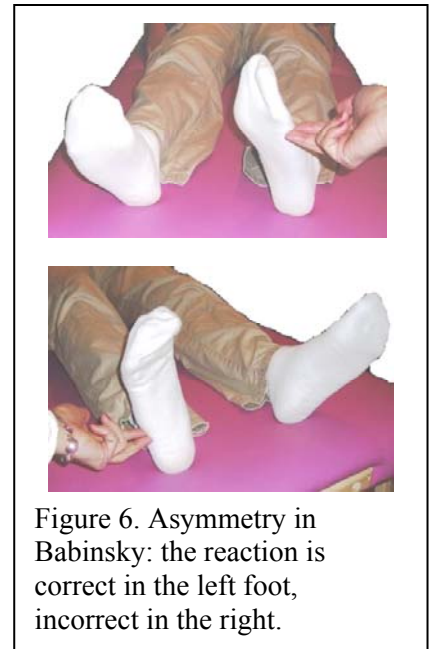 Figure 6. Asymmetry in
Babinsky: the reaction is
correct in the left foot,
incorrect in the right.